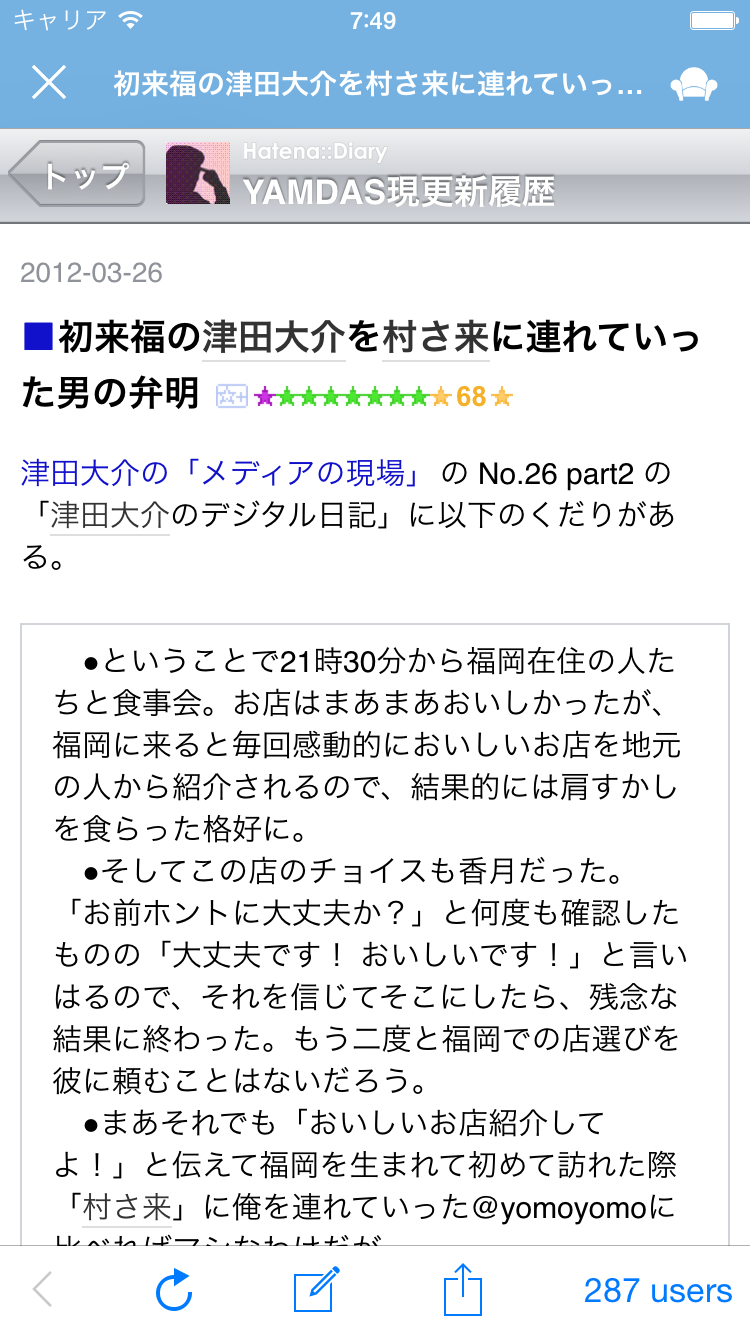 キャリア 7:49
初来福の津田大介を村さ来に連れていっ…
トップ
Hatena::Diary
YAMDAS現更新履歴
2012-03-26
■初来福の津田大介を村さ来に連れていっ
た男の弁明 ★★★★★★★★★68★
津田大介の「メディアの現場」 の No.26 part2 の
「津田大介のデジタル日記」に以下のくだりがあ
る。
●ということで21時30分から福岡在住の人た
ちと食事会。お店はまあまあおいしかったが、
福岡に来ると毎回感動的においしいお店を地元
の人から紹介されるので、結果的には肩すかし
を食らった格好に。
●そしてこの店のチョイスも香月だった。
「お前ホントに大丈夫か？」と何度も確認した
ものの「大丈夫です！ おいしいです！」と言い
はるので、それを信じてそこにしたら、残念な
結果に終わった。もう二度と福岡での店選びを
彼に頼むことはないだろう。
●まあそれでも「おいしいお店紹介して
よ！」と伝えて福岡を生まれて初めて訪れた際
「村さ来」に俺を連れていった@yomoyomoに
比べればマシなわけだが
287 users